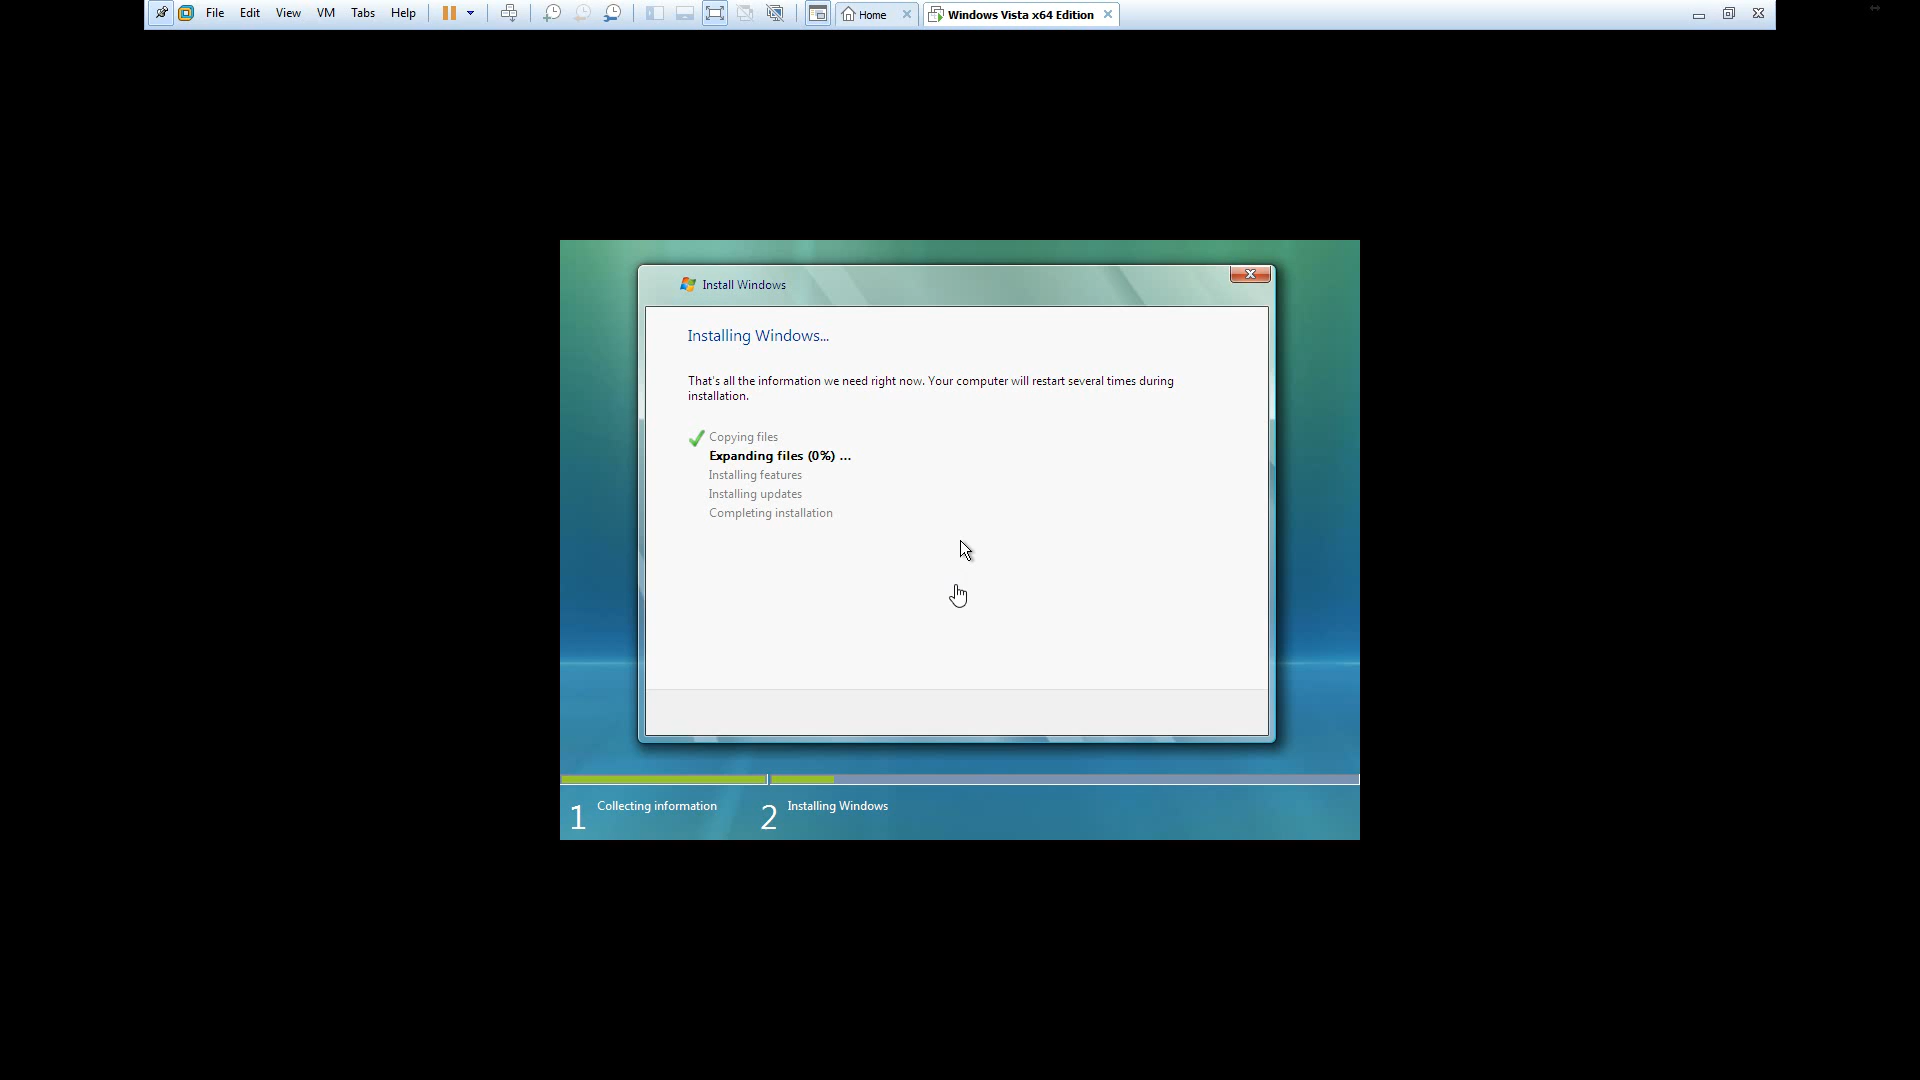 File Edit View VM Tabs Help Home Windows Vista x64 Edition
Install Windows
Installing Windows...
That's all the information we need right now. Your computer will restart several times during
installation.
Copying files
Expanding files (0%) ...
Installing features
Installing updates
Completing installation
1 Collecting information 2 Installing Windows